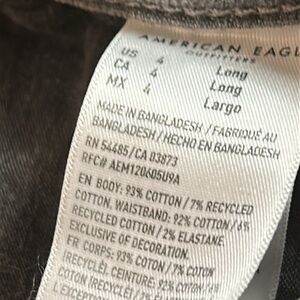 AMERICAN EAGL
OUTFITTERS
US 4 Long
CA 4 Long
MX 4 Largo
MADE IN BANGLADESH / FABRIQUÉ AU
BANGLADESH / HECHO EN BANGLADESH
RN 54485/CA 03873
RFC# AEM120605U9A
EN BODY: 93% COTTON / 7% RECYCLED
COTTON. WAISTBAND: 92% COTTON / 6%
RECYCLED COTTON / 2% ELASTANE.
EXCLUSIVE OF DECORATION.
FR CORPS: 93% COTON / 7% COTON
RECYCLÉ. CEINTURE: 92% COTON
COTON (RECYCLÉ) / 2%
L'EXCEPTION